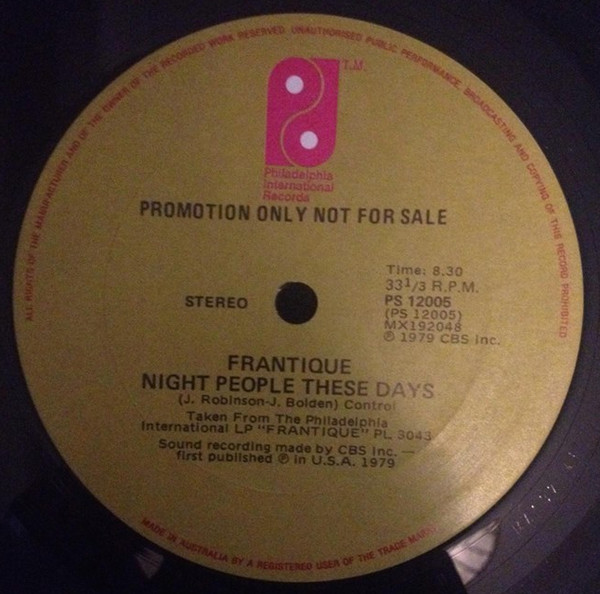 ALL RIGHTS OF THE MANUFACTURER AND OF THE OWNER OF THE RECORDED WORK RESERVED. UNAUTHORISED PUBLIC PERFORMANCE, BROADCASTING AND COPYING OF THIS RECORD PROHIBITED
T.M.
Philadelphia
International
Records
PROMOTION ONLY NOT FOR SALE
Time: 8.30
33 1/3 R.P.M.
STEREO
PS 12005
(PS 12005)
MX192048
℗ 1979 CBS Inc.
FRANTIQUE
NIGHT PEOPLE THESE DAYS
(J. Robinson-J. Bolden) Control
Taken From The Philadelphia
International LP "FRANTIQUE" PL 3043
Sound recording made by CBS Inc. —
first published ℗ in U.S.A. 1979
MADE IN AUSTRALIA BY A REGISTERED USER OF THE TRADE MARK